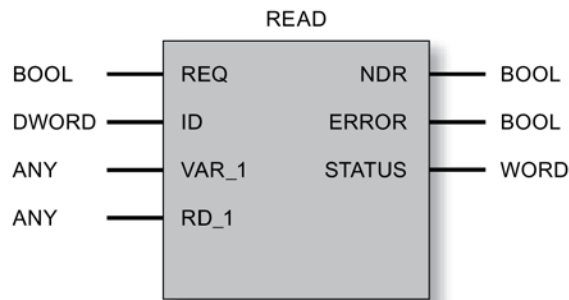 READ
BOOL REQ NDR BOOL
DWORD ID ERROR BOOL
ANY VAR_1 STATUS WORD
ANY RD_1